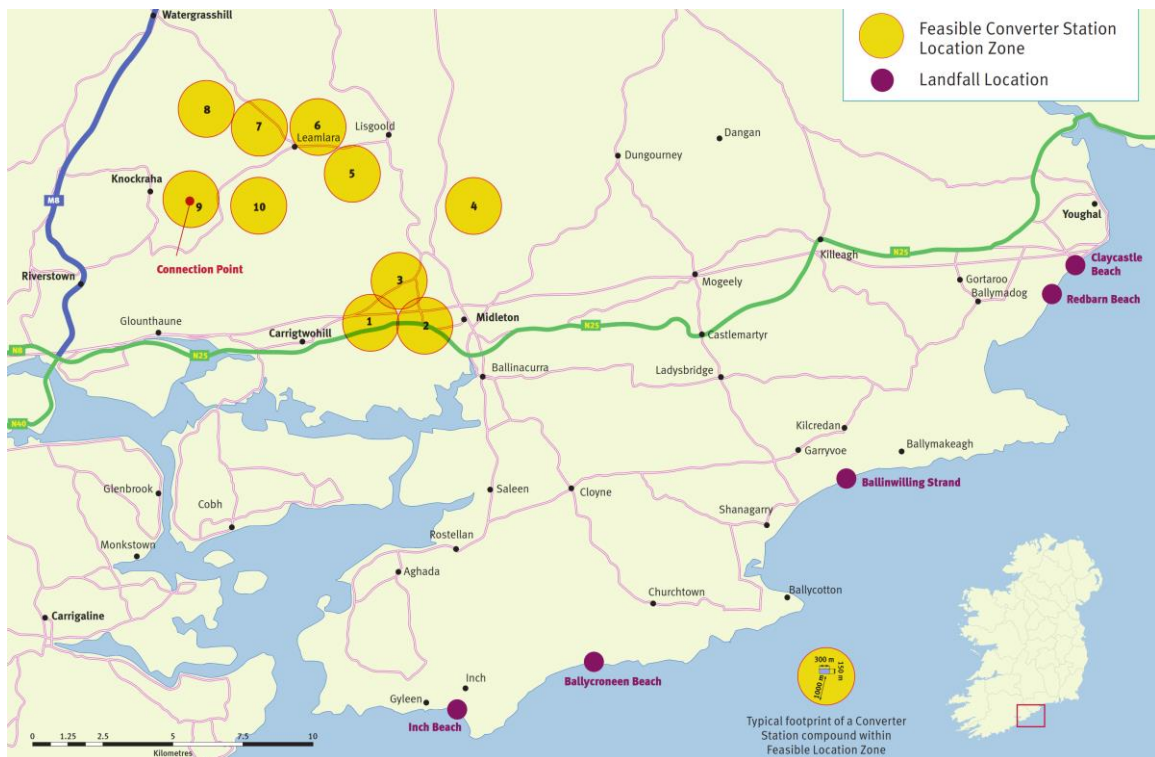 Watergrasshill
Feasible Converter Station
Location Zone
Landfall Location
8
7
6
Lisgoold
Leamlara
Dangan
Dungourney
5
Knockraha
9
10
4
M8
Youghal
Connection Point
Killeagh
N25
Claycastle
Beach
Riverstown
3
Mogeely
Gortaroo
Ballymadog
Redbarn Beach
Glounthaune
Carrigtwohill
1
2
Midleton
N25
Castlemartyr
N8
N25
Ballinacurra
Ladysbridge
N40
Kilcredan
Garryvoe
Ballymakeagh
Ballinwilling Strand
Glenbrook
Cobh
Saleen
Cloyne
Shanagarry
Monkstown
Rostellan
Aghada
Churchtown
Ballycotton
Carrigaline
300 m
150 m
1000 m
Ballycroneen Beach
Inch
Gyleen
Inch Beach
Typical footprint of a Converter
Station compound within
Feasible Location Zone
0 1.25 2.5 5 7.5 10
Kilometres